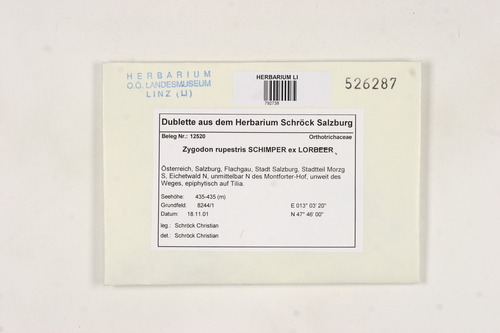 HERBARIUM
O.Ö. LANDESMUSEUM
LINZ (LI)
HERBARIUM LI
792738
526287
Dublette aus dem Herbarium Schröck Salzburg
Beleg Nr.: 12520
Orthotrichaceae
Zygodon rupestris SCHIMPER ex LORBEER
Österreich, Salzburg, Flachgau, Stadt Salzburg, Stadtteil Morzg
S, Eichetwald N, unmittelbar N des Montforter-Hof, unweit des
Weges, epiphytisch auf Tilia.
Seehöhe: 435-435 (m)
Grundfeld: 8244/1 E 013° 03' 20"
Datum: 18.11.01 N 47° 46' 00"
leg.: Schröck Christian
det.: Schröck Christian